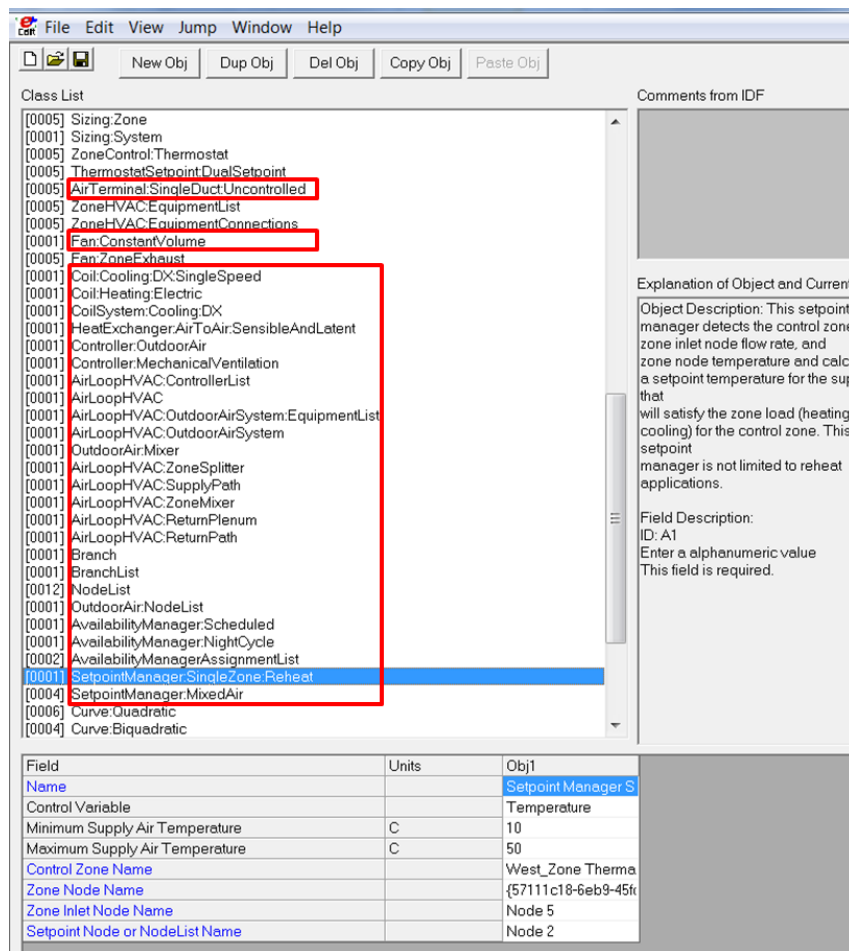 File Edit View Jump Window Help
New Obj Dup Obj Del Obj Copy Obj Paste Obj
Class List
[0005] Sizing:Zone
[0001] Sizing:System
[0005] ZoneControl:Thermostat
[0005] ThermostatSetpoint:DualSetpoint
[0005] AirTerminal:SingleDuct:Uncontrolled
[0005] ZoneHVAC:EquipmentList
[0005] ZoneHVAC:EquipmentConnections
[0001] Fan:ConstantVolume
[0005] Fan:ZoneExhaust
[0001] Coil:Cooling:DX:SingleSpeed
[0001] Coil:Heating:Electric
[0001] CoilSystem:Cooling:DX
[0001] HeatExchanger:AirToAir:SensibleAndLatent
[0001] Controller:OutdoorAir
[0001] Controller:MechanicalVentilation
[0001] AirLoopHVAC:ControllerList
[0001] AirLoopHVAC
[0001] AirLoopHVAC:OutdoorAirSystem:EquipmentList
[0001] AirLoopHVAC:OutdoorAirSystem
[0001] OutdoorAir:Mixer
[0001] AirLoopHVAC:ZoneSplitter
[0001] AirLoopHVAC:SupplyPath
[0001] AirLoopHVAC:ZoneMixer
[0001] AirLoopHVAC:ReturnPlenum
[0001] AirLoopHVAC:ReturnPath
[0001] Branch
[0001] BranchList
[0012] NodeList
[0001] OutdoorAir:NodeList
[0001] AvailabilityManager:Scheduled
[0001] AvailabilityManager:NightCycle
[0002] AvailabilityManagerAssignmentList
[0001] SetpointManager:SingleZone:Reheat
[0004] SetpointManager:MixedAir
[0006] Curve:Quadratic
[0004] Curve:Biquadratic
Comments from IDF
Explanation of Object and Current
Object Description: This setpoint
manager detects the control zone
zone inlet node flow rate, and
zone node temperature and calc
a setpoint temperature for the sup
that
will satisfy the zone load (heating
cooling) for the control zone. This
setpoint
manager is not limited to reheat
applications.
Field Description:
ID: A1
Enter a alphanumeric value
This field is required.
Field Units Obj1
Name Setpoint Manager S
Control Variable Temperature
Minimum Supply Air Temperature C 10
Maximum Supply Air Temperature C 50
Control Zone Name West_Zone Therma
Zone Node Name {57111c18-6eb9-45f
Zone Inlet Node Name Node 5
Setpoint Node or NodeList Name Node 2